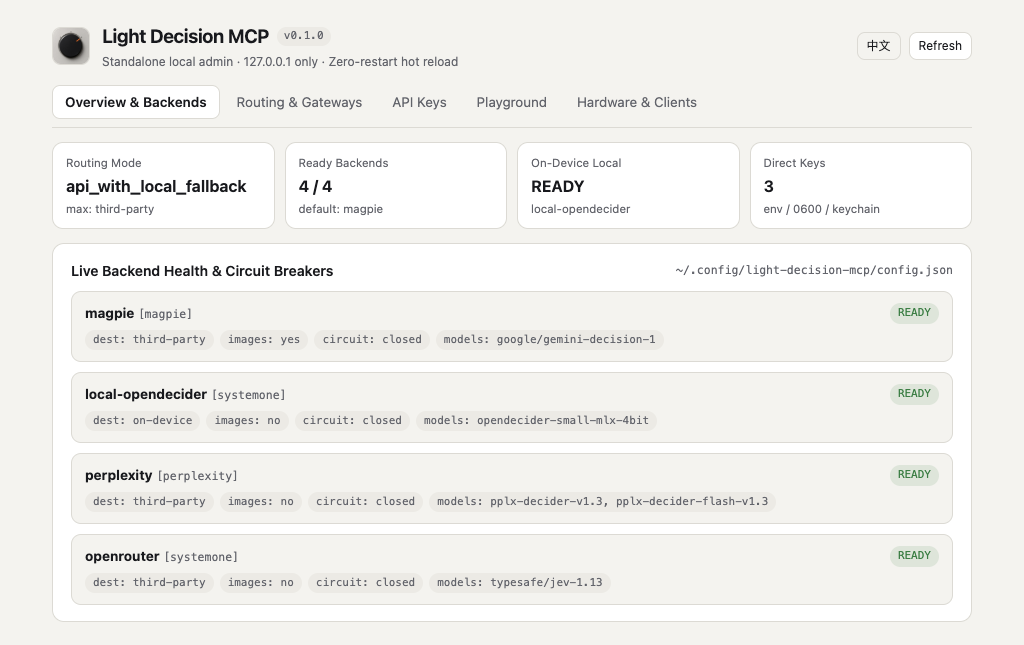 Light Decision MCP v0.1.0
Standalone local admin · 127.0.0.1 only · Zero-restart hot reload
中文
Refresh
Overview & Backends
Routing & Gateways
API Keys
Playground
Hardware & Clients
Routing Mode
api_with_local_fallback
max: third-party
Ready Backends
4 / 4
default: magpie
On-Device Local
READY
local-opendecider
Direct Keys
3
env / 0600 / keychain
Live Backend Health & Circuit Breakers
~/.config/light-decision-mcp/config.json
magpie [magpie]
READY
dest: third-party images: yes circuit: closed models: google/gemini-decision-1
local-opendecider [systemone]
READY
dest: on-device images: no circuit: closed models: opendecider-small-mlx-4bit
perplexity [perplexity]
READY
dest: third-party images: no circuit: closed models: pplx-decider-v1.3, pplx-decider-flash-v1.3
openrouter [systemone]
READY
dest: third-party images: no circuit: closed models: typesafe/jev-1.13